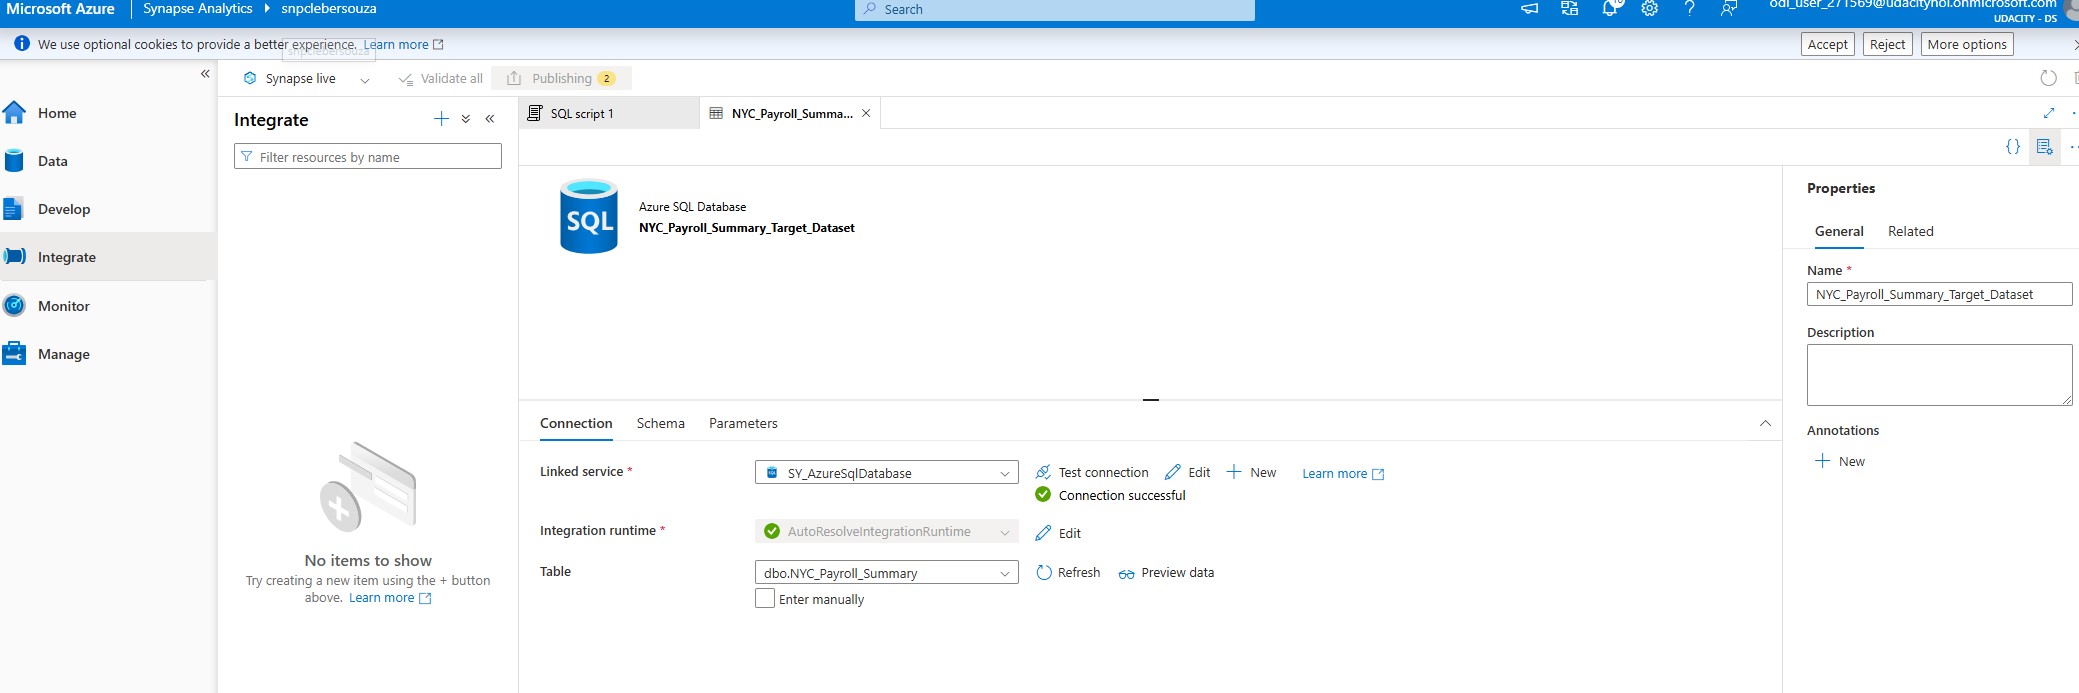 Microsoft Azure
Synapse Analytics
snpclebersouza
Search
odl_user_271569@udacityhol.onmicrosoft.com
UDACITY - DS
We use optional cookies to provide a better experience. Learn more
snpclebersouza
Accept
Reject
More options
Synapse live
Validate all
Publishing 2
Home
Data
Develop
Integrate
Monitor
Manage
Integrate
Filter resources by name
No items to show
Try creating a new item using the + button
above. Learn more
SQL script 1
NYC_Payroll_Summa...
SQL
Azure SQL Database
NYC_Payroll_Summary_Target_Dataset
Connection
Schema
Parameters
Linked service *
SY_AzureSqlDatabase
Test connection
Edit
New
Learn more
Connection successful
Integration runtime *
AutoResolveIntegrationRuntime
Edit
Table
dbo.NYC_Payroll_Summary
Refresh
Preview data
Enter manually
Properties
General
Related
Name *
NYC_Payroll_Summary_Target_Dataset
Description
Annotations
New